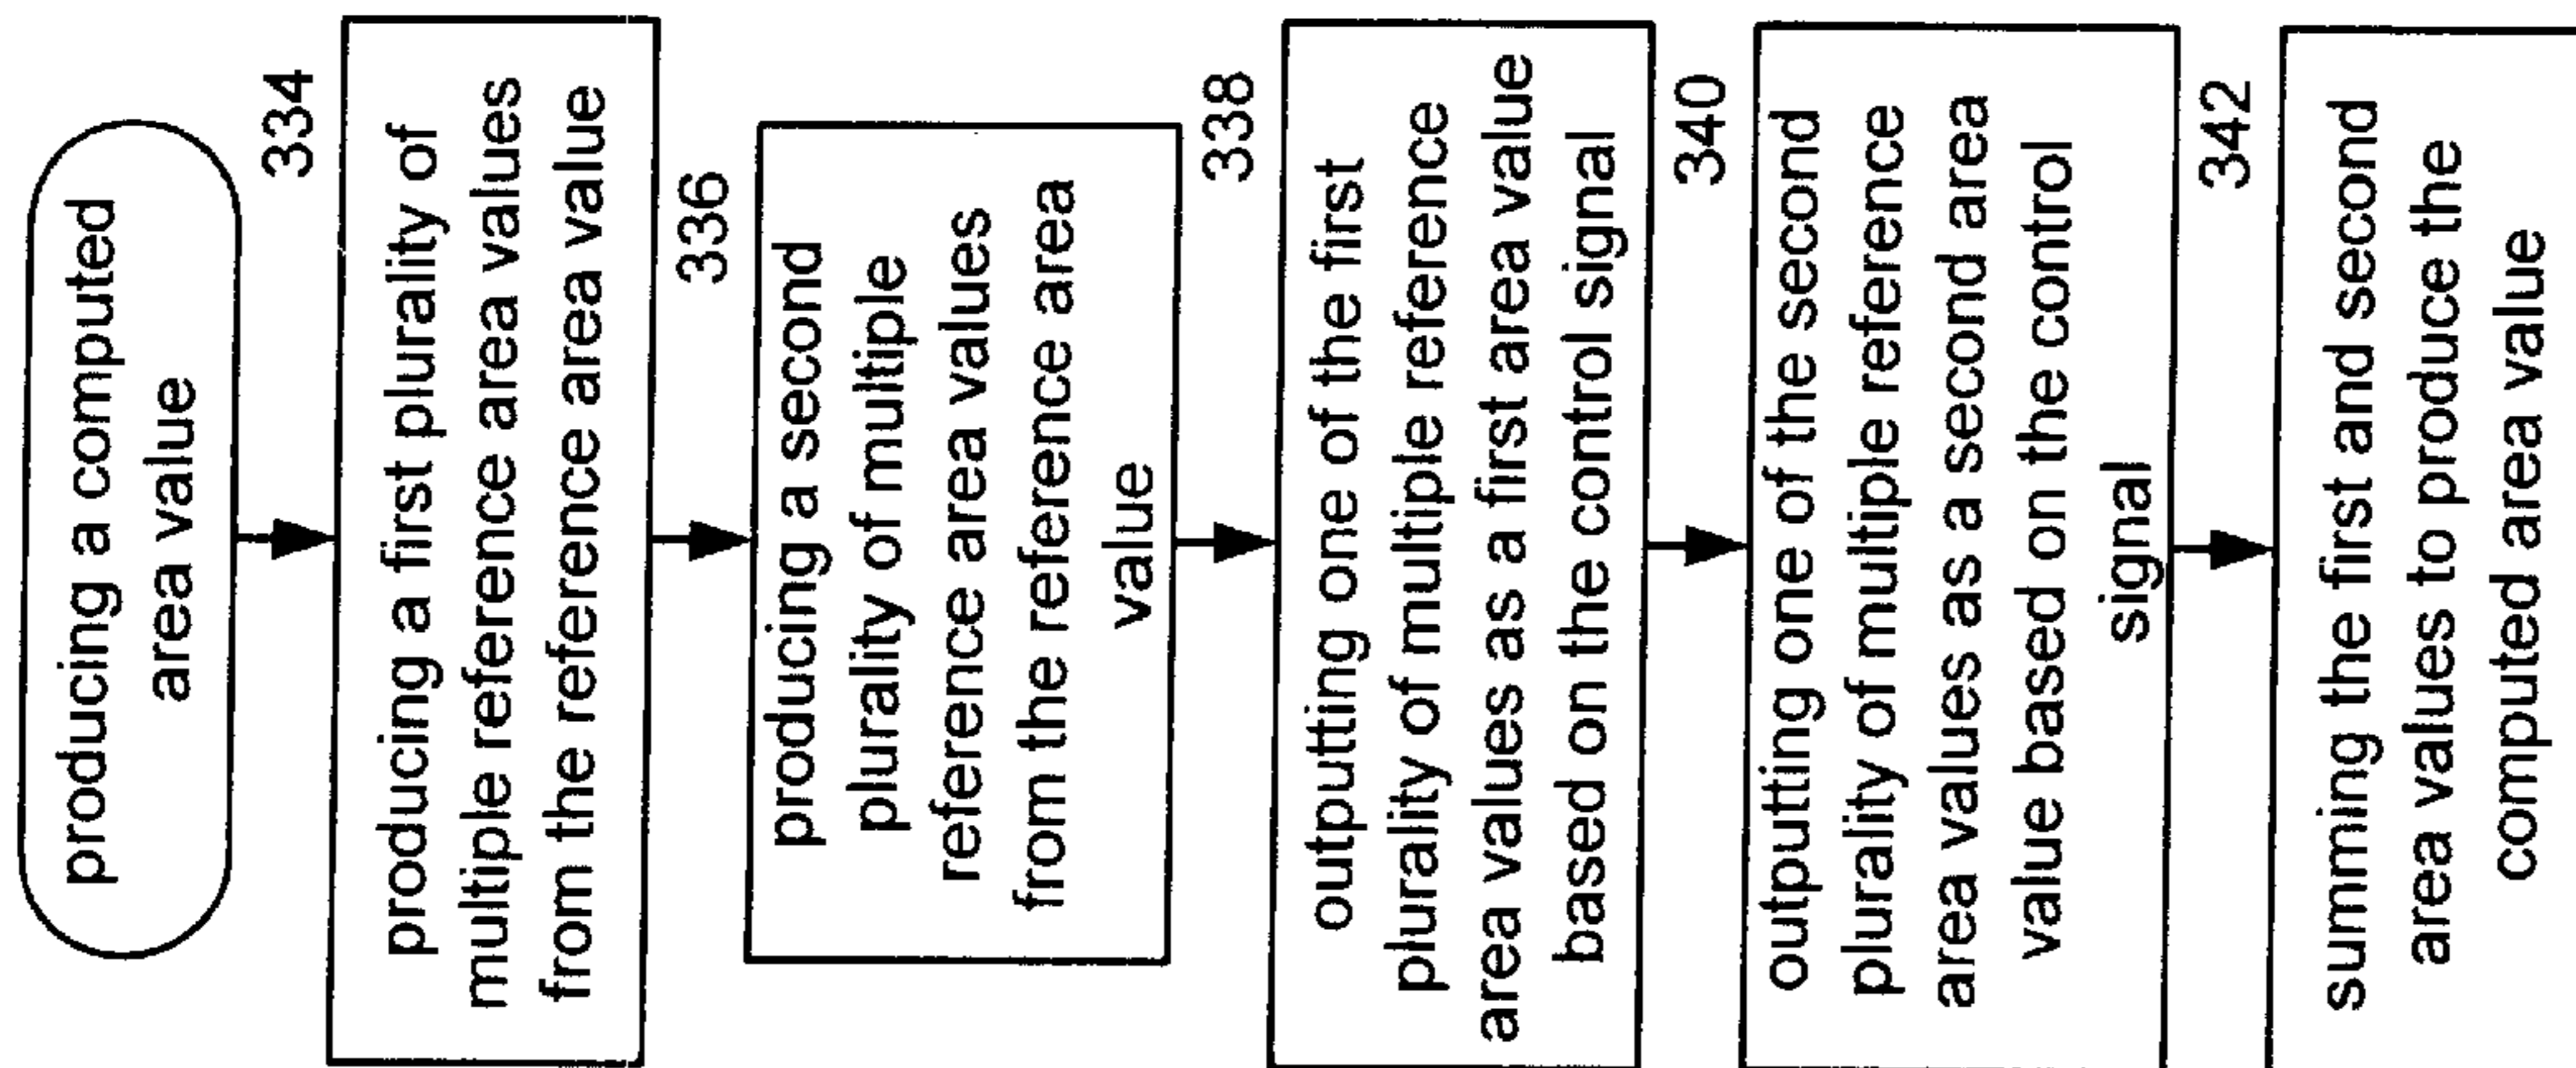 producing a computed
area value
334
producing a first plurality of
multiple reference area values
from the reference area value
336
producing a second
plurality of multiple
reference area values
from the reference area
value
338
outputting one of the first
plurality of multiple reference
area values as a first area value
based on the control signal
340
outputting one of the second
plurality of multiple reference
area values as a second area
value based on the control
signal
342
summing the first and second
area values to produce the
computed area value